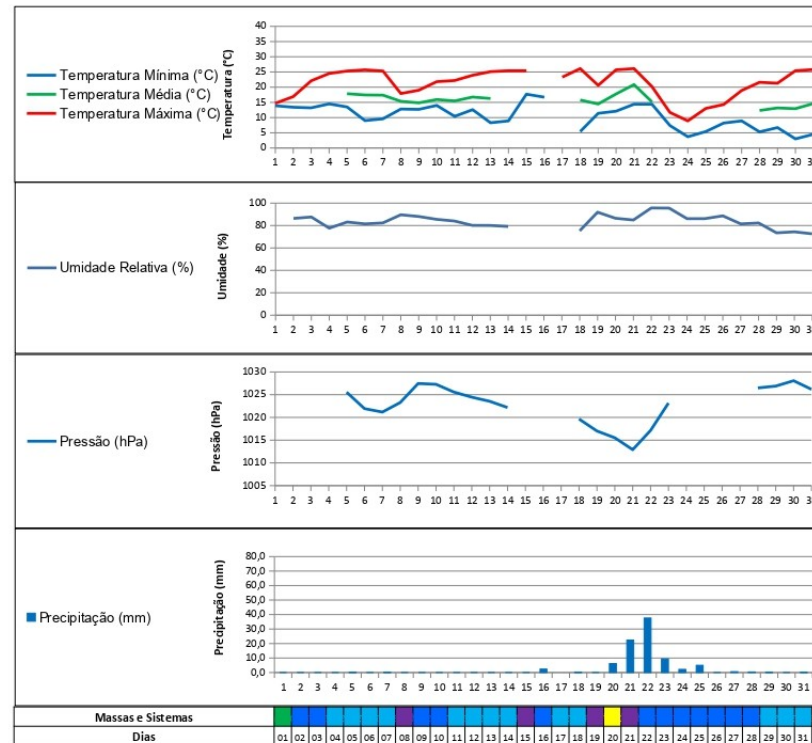 Temperatura (°C)
40
35
30
25
20
15
10
5
0
Temperatura Mínima (°C)
Temperatura Média (°C)
Temperatura Máxima (°C)
1 2 3 4 5 6 7 8 9 10 11 12 13 14 15 16 17 18 19 20 21 22 23 24 25 26 27 28 29 30
Umidade (%)
100
80
60
40
20
0
Umidade Relativa (%)
1 2 3 4 5 6 7 8 9 10 11 12 13 14 15 16 17 18 19 20 21 22 23 24 25 26 27 28 29 30
Pressão (hPa)
1030
1025
1020
1015
1010
1005
Pressão (hPa)
1 2 3 4 5 6 7 8 9 10 11 12 13 14 15 16 17 18 19 20 21 22 23 24 25 26 27 28 29 30
Precipitação (mm)
80,0
70,0
60,0
50,0
40,0
30,0
20,0
10,0
0,0
Precipitação (mm)
1 2 3 4 5 6 7 8 9 10 11 12 13 14 15 16 17 18 19 20 21 22 23 24 25 26 27 28 29 30 31
Massas e Sistemas
Dias 01 02 03 04 05 06 07 08 09 10 11 12 13 14 15 16 17 18 19 20 21 22 23 24 25 26 27 28 29 30 31